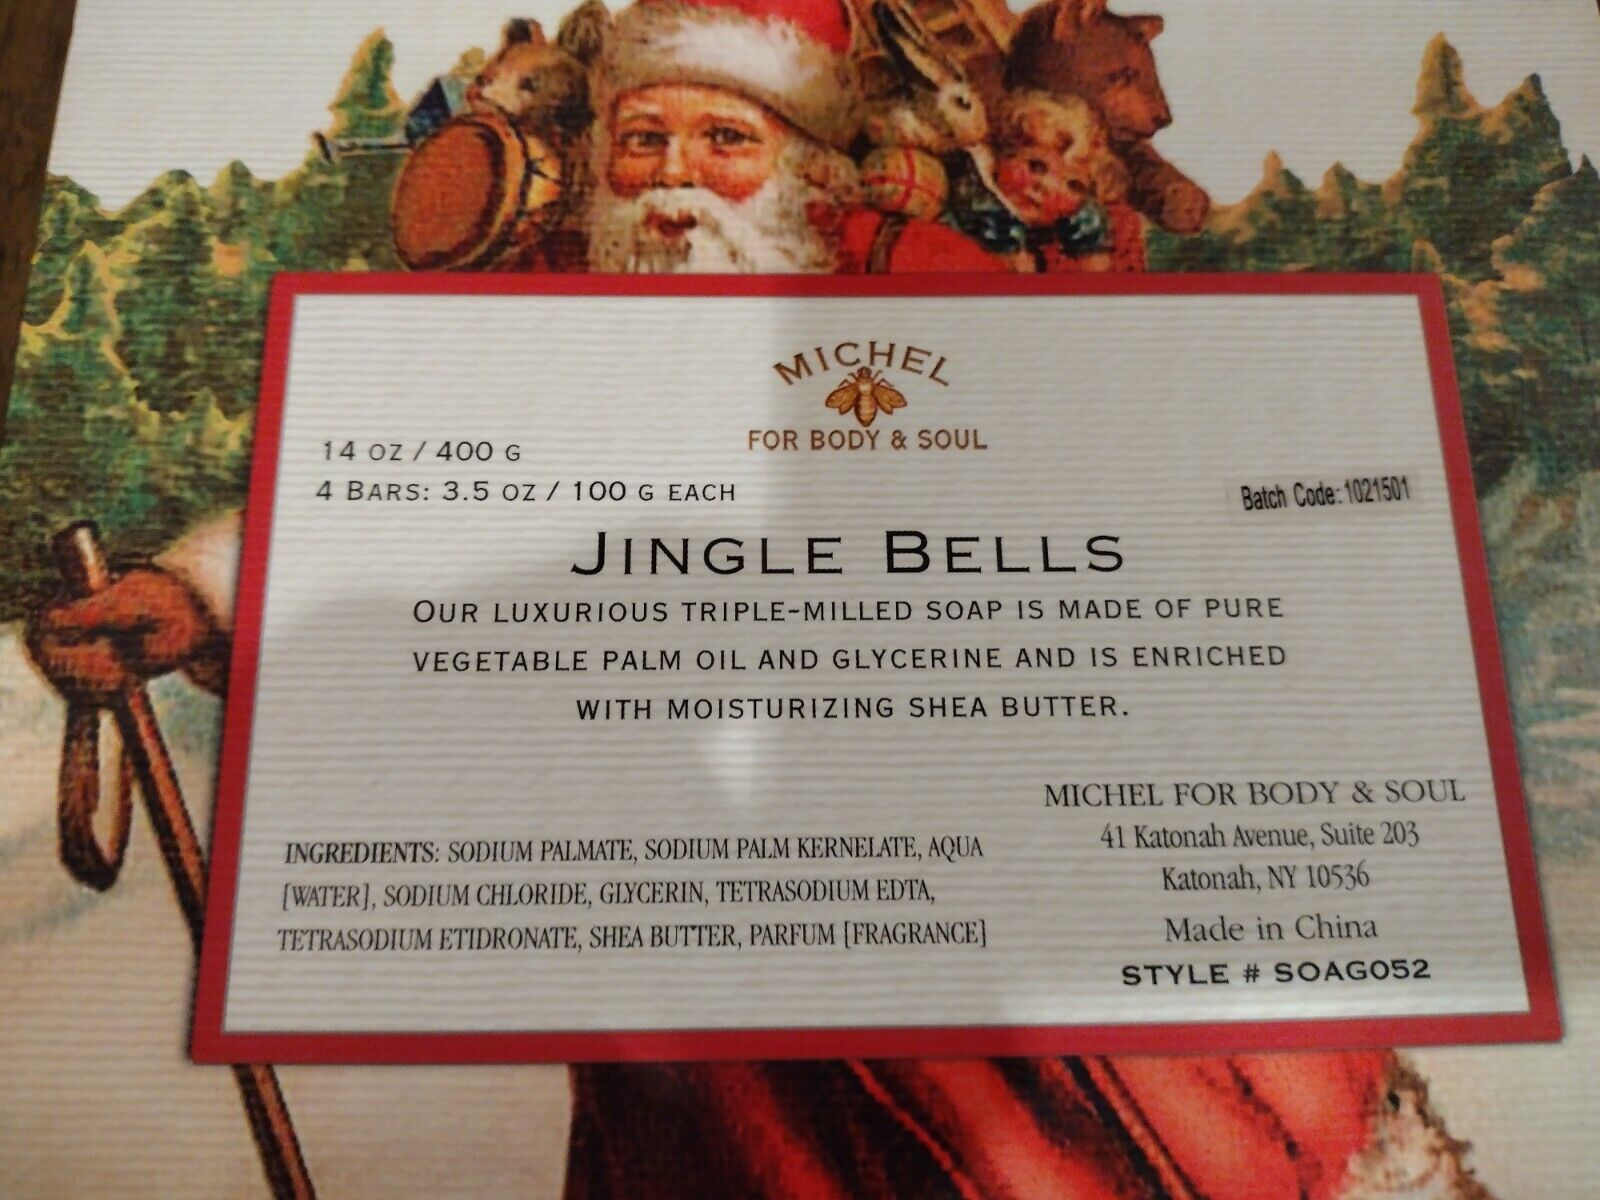 MICHEL
FOR BODY & SOUL
14 OZ / 400 G
4 BARS: 3.5 OZ / 100 G EACH
Batch Code:1021501
JINGLE BELLS
OUR LUXURIOUS TRIPLE-MILLED SOAP IS MADE OF PURE
VEGETABLE PALM OIL AND GLYCERINE AND IS ENRICHED
WITH MOISTURIZING SHEA BUTTER.
INGREDIENTS: SODIUM PALMATE, SODIUM PALM KERNELATE, AQUA
[WATER], SODIUM CHLORIDE, GLYCERIN, TETRASODIUM EDTA,
TETRASODIUM ETIDRONATE, SHEA BUTTER, PARFUM [FRAGRANCE]
MICHEL FOR BODY & SOUL
41 Katonah Avenue, Suite 203
Katonah, NY 10536
Made in China
STYLE # SOAG052